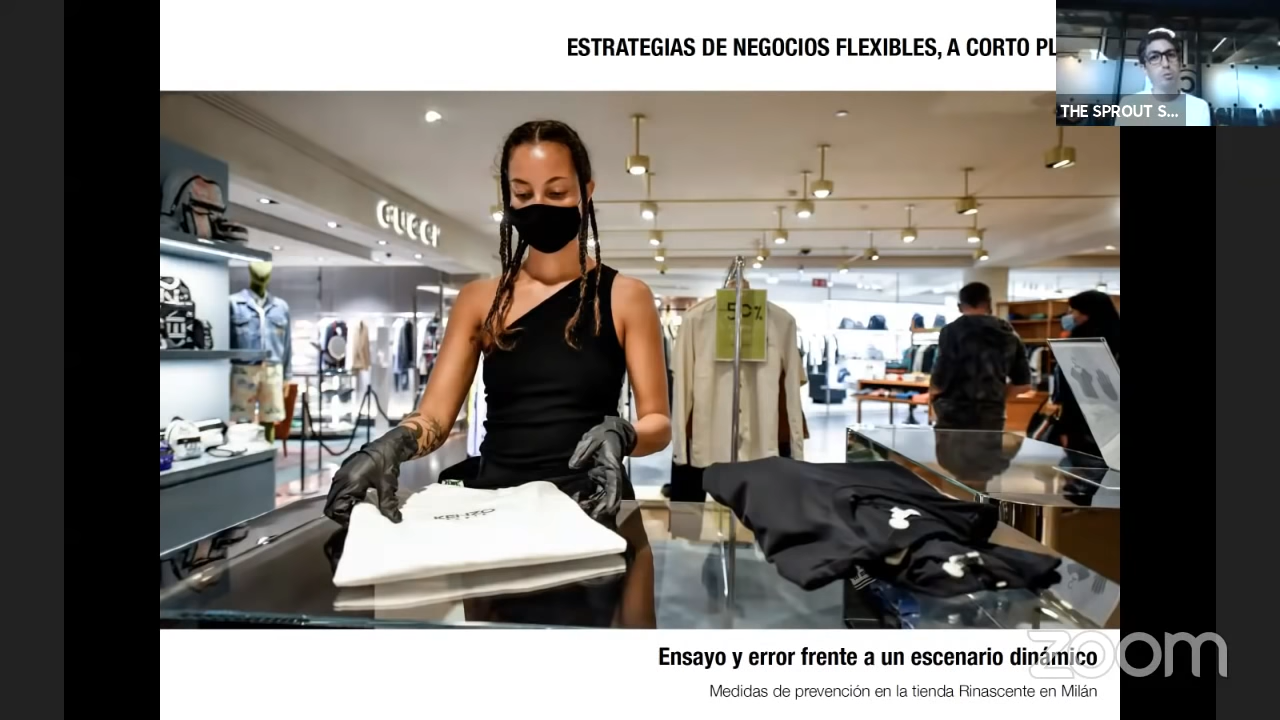 ESTRATEGIAS DE NEGOCIOS FLEXIBLES, A CORTO PL
THE SPROUT S...
GUCCI
50%
KENZO
Ensayo y error frente a un escenario dinámico
zoom
Medidas de prevención en la tienda Rinascente en Milán